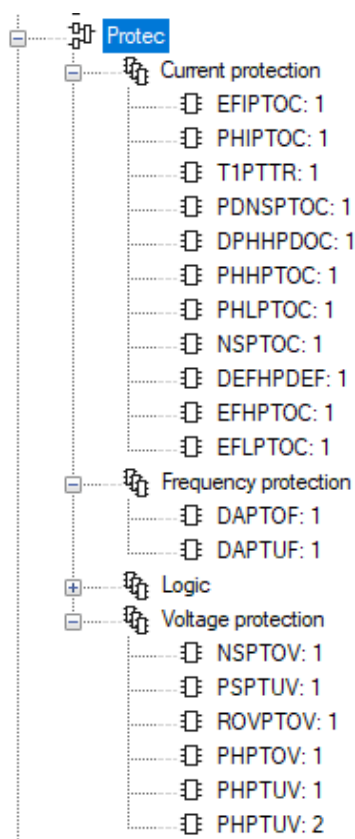 Protec
Current protection
EFIPTOC: 1
PHIPTOC: 1
T1PTTR: 1
PDNSPTOC: 1
DPHHPDOC: 1
PHHPTOC: 1
PHLPTOC: 1
NSPTOC: 1
DEFHPDEF: 1
EFHPTOC: 1
EFLPTOC: 1
Frequency protection
DAPTOF: 1
DAPTUF: 1
Logic
Voltage protection
NSPTOV: 1
PSPTUV: 1
ROVPTOV: 1
PHPTOV: 1
PHPTUV: 1
PHPTUV: 2